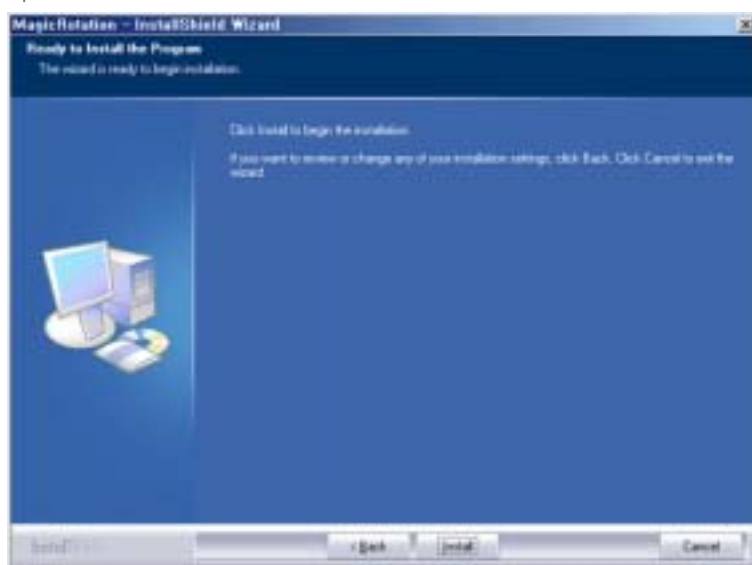 MagicRotation - InstallShield Wizard
Ready to Install the Program
The wizard is ready to begin installation.
Click Install to begin the installation.
If you want to review or change any of your installation settings, click Back. Click Cancel to exit the
wizard.
InstallShield
< Back
Install
Cancel